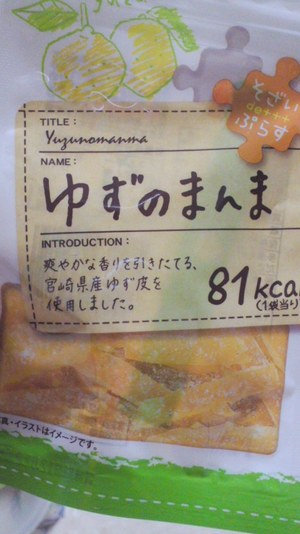 そざい
ぷらす
TITLE：
Yuzunomanma
NAME：
ゆずのまんま
INTRODUCTION：
爽やかな香りを引きたてる、
宮崎県産ゆず皮を
使用しました。
81kcal
(1袋当り)
写真・イラストはイメージです。